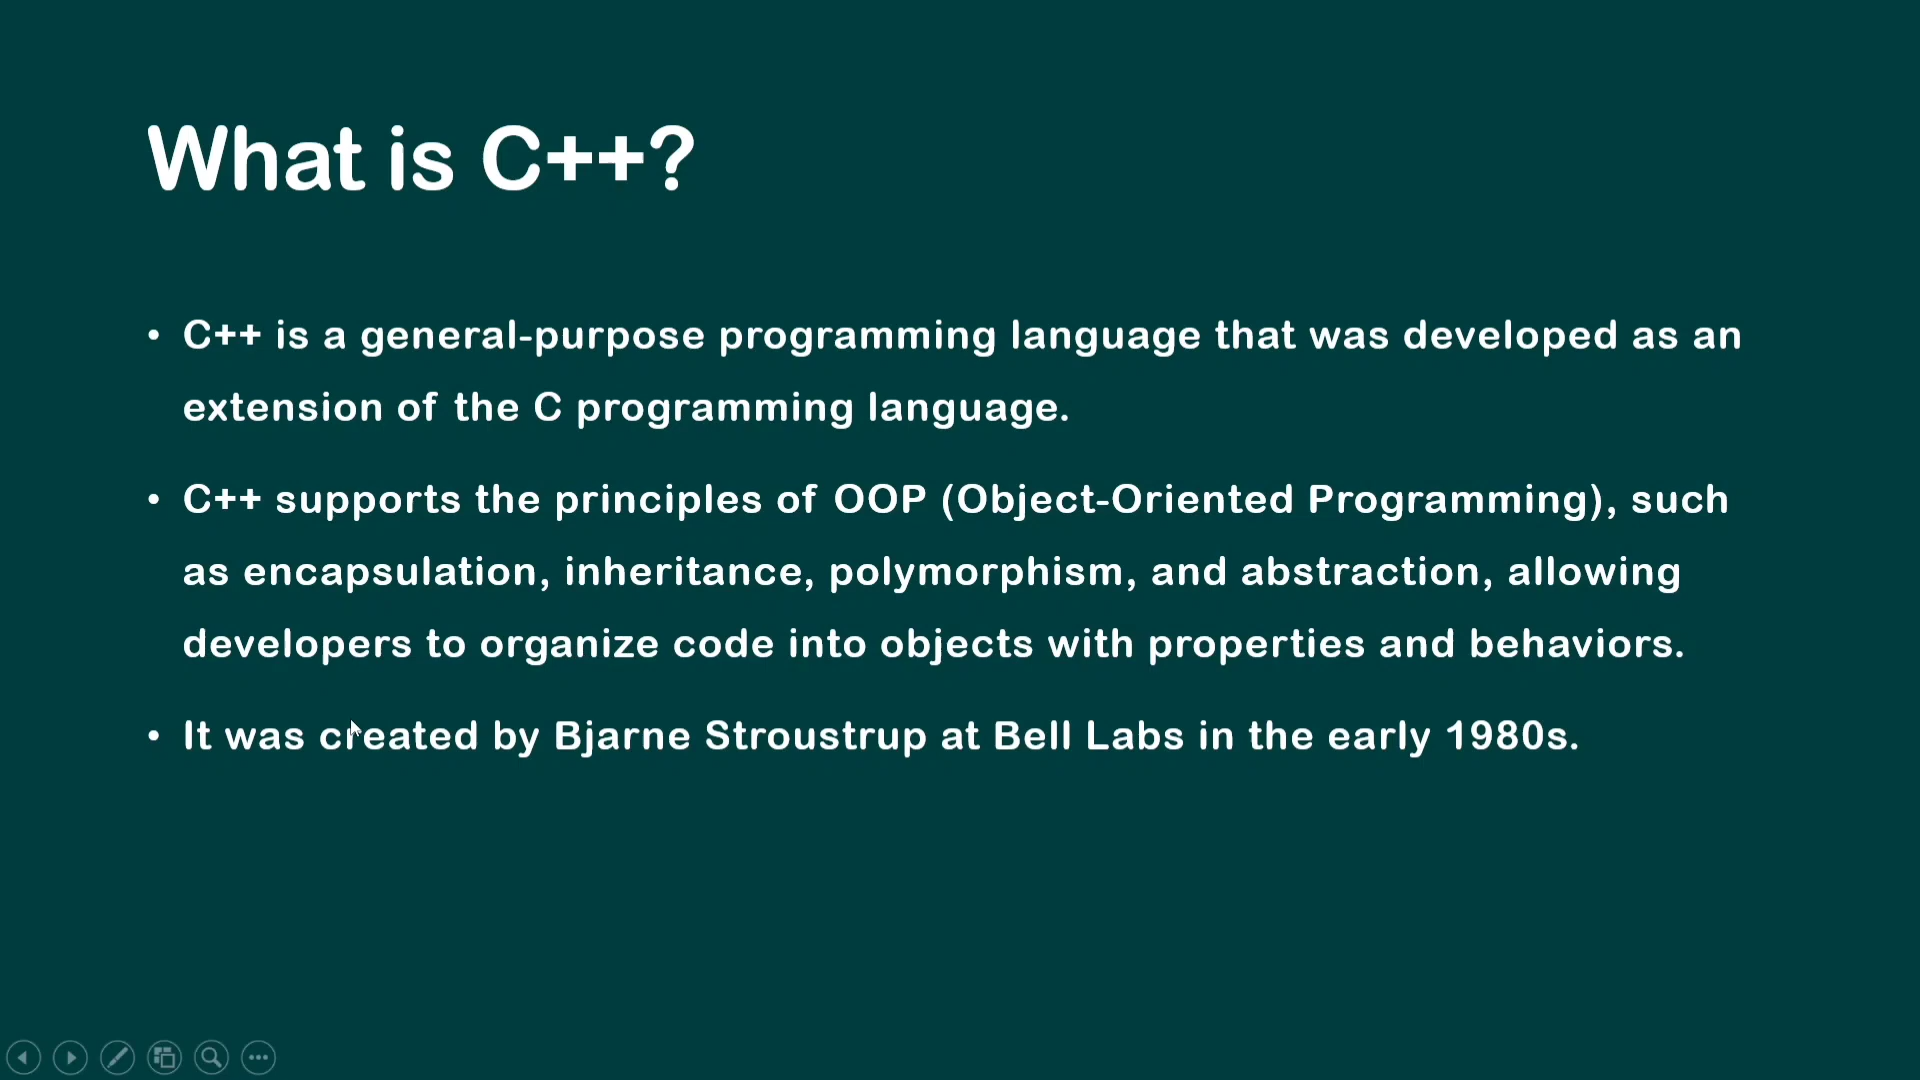 What is C++?
• C++ is a general-purpose programming language that was developed as an
extension of the C programming language.
• C++ supports the principles of OOP (Object-Oriented Programming), such
as encapsulation, inheritance, polymorphism, and abstraction, allowing
developers to organize code into objects with properties and behaviors.
• It was created by Bjarne Stroustrup at Bell Labs in the early 1980s.